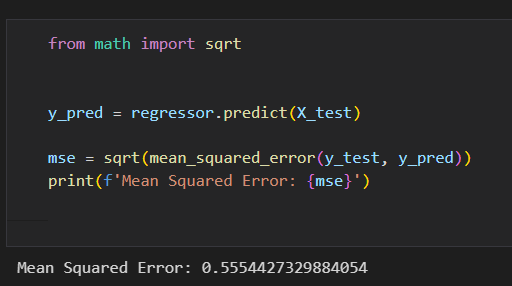 from math import sqrt
y_pred = regressor.predict(X_test)
mse = sqrt(mean_squared_error(y_test, y_pred))
print(f'Mean Squared Error: {mse}')
Mean Squared Error: 0.5554427329884054